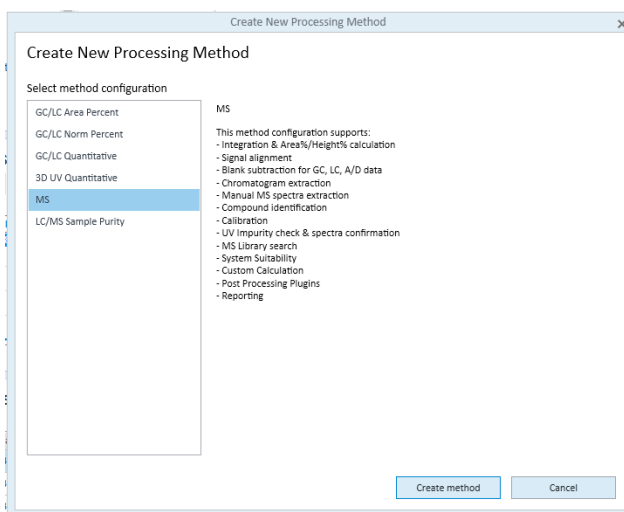 Create New Processing Method
Create New Processing Method
Select method configuration
GC/LC Area Percent
GC/LC Norm Percent
GC/LC Quantitative
3D UV Quantitative
MS
LC/MS Sample Purity
MS
This method configuration supports:
- Integration & Area%/Height% calculation
- Signal alignment
- Blank subtraction for GC, LC, A/D data
- Chromatogram extraction
- Manual MS spectra extraction
- Compound identification
- Calibration
- UV Impurity check & spectra confirmation
- MS Library search
- System Suitability
- Custom Calculation
- Post Processing Plugins
- Reporting
Create method
Cancel